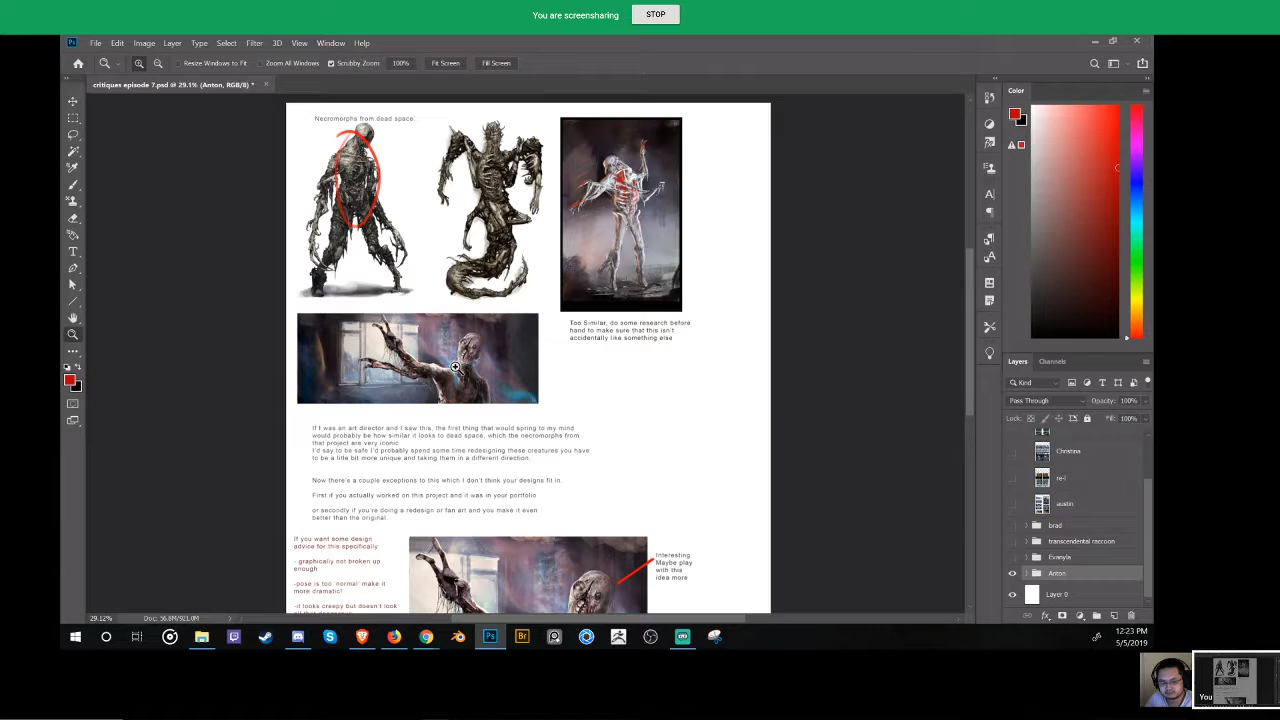 You are screensharing
STOP
File Edit Image Layer Type Select Filter 3D View Window Help
Resize Windows to Fit Zoom All Windows Scrubby Zoom 100% Fit Screen Fill Screen
critiques episode 7.psd @ 29.1% (Anton, RGB/8) *
Color
Necromorphs from dead space:
Too Similar, do some research before
hand to make sure that this isn't
accidentally like something else
If I was an art director and I saw this, the first thing that would spring to my mind
would probably be how similar it looks to dead space, which the necromorphs from
that project are very iconic
I'd say to be safe I'd probably spend some time redesigning these creatures you have
to be a litle bit more unique and taking them in a different direction.
Now there's a couple exceptions to this which I don't think your designs fit in.
First if you actually worked on this project and it was in your portfolio
or secondly if you're doing a redesign or fan art and you make it even
better than the original.
If you want some design
advice for this specifically
- graphically not broken up
enough
-pose is too 'normal' make it
more dramatic!
-it looks creepy but doesn't look
all that dangerous
Interesting
Maybe play
with this
idea more
Layers Channels
Kind
Pass Through Opacity: 100%
Lock: Fill: 100%
Christina
re-l
austin
brad
transcendental raccoon
Evanyle
Anton
Layer 0
29.12% Doc: 56.8M/921.0M
12:23 PM
5/5/2019
You